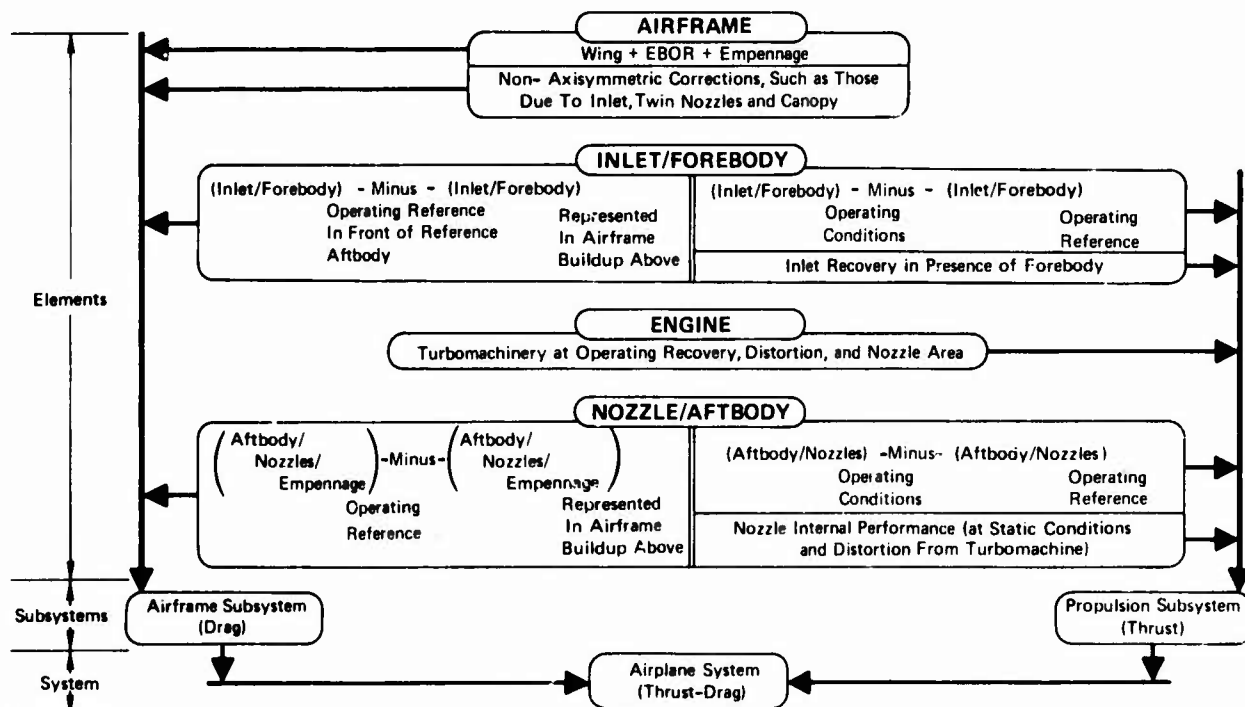 AIRFRAME
Wing + EBOR + Empennage
Non- Axisymmetric Corrections, Such as Those
Due To Inlet, Twin Nozzles and Canopy
INLET/FOREBODY
(Inlet/Forebody) - Minus - (Inlet/Forebody)
Operating Reference
In Front of Reference
Aftbody
Represented
In Airframe
Buildup Above
(Inlet/Forebody) - Minus - (Inlet/Forebody)
Operating
Conditions
Operating
Reference
Inlet Recovery in Presence of Forebody
Elements
ENGINE
Turbomachinery at Operating Recovery, Distortion, and Nozzle Area
NOZZLE/AFTBODY
(Aftbody/
Nozzles/
Empennage)
-Minus-
(Aftbody/
Nozzles/
Empennage)
Operating
Reference
Represented
In Airframe
Buildup Above
(Aftbody/Nozzles) -Minus- (Aftbody/Nozzles)
Operating
Conditions
Operating
Reference
Nozzle Internal Performance (at Static Conditions
and Distortion From Turbomachine)
Subsystems
Airframe Subsystem
(Drag)
Propulsion Subsystem
(Thrust)
System
Airplane System
(Thrust-Drag)